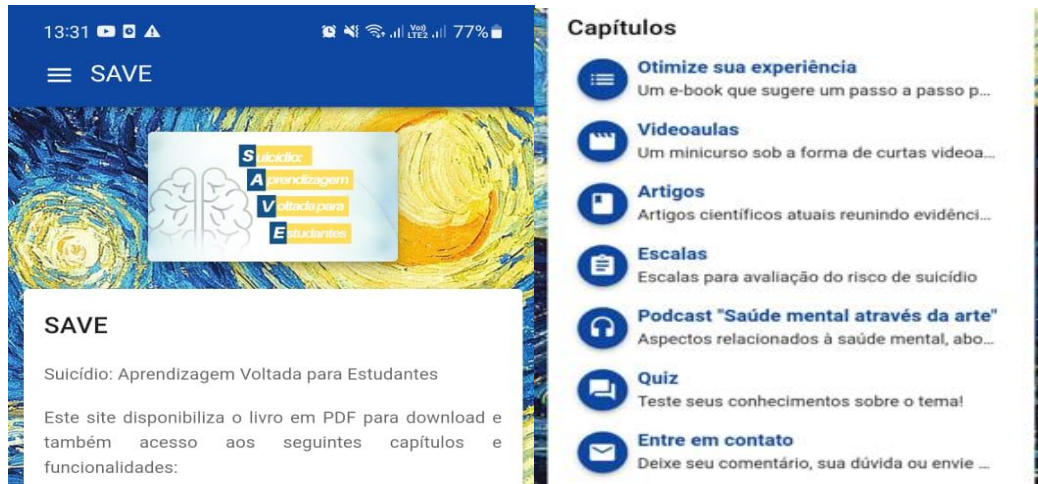 13:31 77%
SAVE
Suicídio:
Aprendizagem
Voltada para
Estudantes
SAVE
Suicídio: Aprendizagem Voltada para Estudantes
Este site disponibiliza o livro em PDF para download e
também acesso aos seguintes capítulos e
funcionalidades:
Capítulos
Otimize sua experiência
Um e-book que sugere um passo a passo p...
Videoaulas
Um minicurso sob a forma de curtas videoa...
Artigos
Artigos científicos atuais reunindo evidênci...
Escalas
Escalas para avaliação do risco de suicídio
Podcast "Saúde mental através da arte"
Aspectos relacionados à saúde mental, abo...
Quiz
Teste seus conhecimentos sobre o tema!
Entre em contato
Deixe seu comentário, sua dúvida ou envie ...